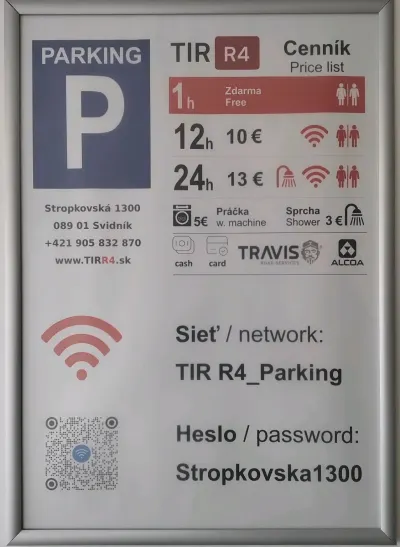 PARKING
P
Stropkovská 1300
089 01 Svidník
+421 905 832 870
www.TIRR4.sk
TIR R4
Cenník
Price list
1h Zdarma
Free
12h 10 €
24h 13 €
5€ Práčka
w. machine
Sprcha
Shower 3 €
cash
card
TRAVIS
ROAD SERVICES
ALCOA
Sieť / network:
TIR R4_Parking
Heslo / password:
Stropkovska1300